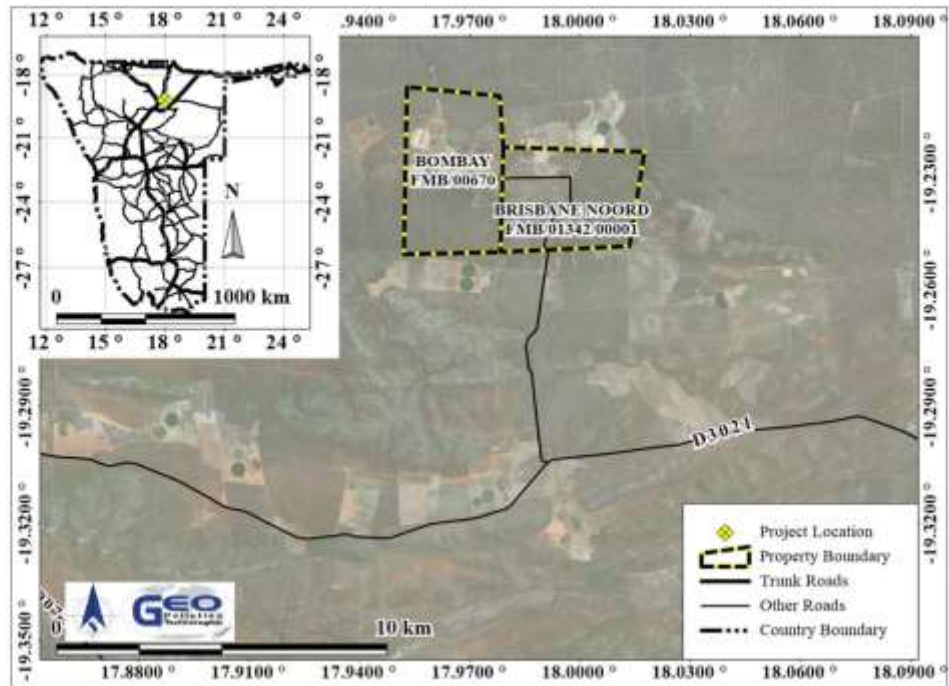 .9400 ° 17.9700 ° 18.0000 ° 18.0300 ° 18.0600 ° 18.0900 °
12 ° 15 ° 18 ° 21 ° 24 °
-18 °
-21 °
-24 °
-27 °
N
0 1000 km
12 ° 15 ° 18 ° 21 ° 24 °
BOMBAY
FMB/00670
BRISBANE NOORD
FMB/01342/00001
-19.2300 °
-19.2600 °
-19.2900 °
-19.3200 °
-19.2900 °
-19.3200 °
-19.3500 °
D3021
Project Location
Property Boundary
Trunk Roads
Other Roads
Country Boundary
GEO
Pollution
Technologies
0 10 km
17.8800 ° 17.9100 ° 17.9400 ° 17.9700 ° 18.0000 ° 18.0300 ° 18.0600 ° 18.0900 °